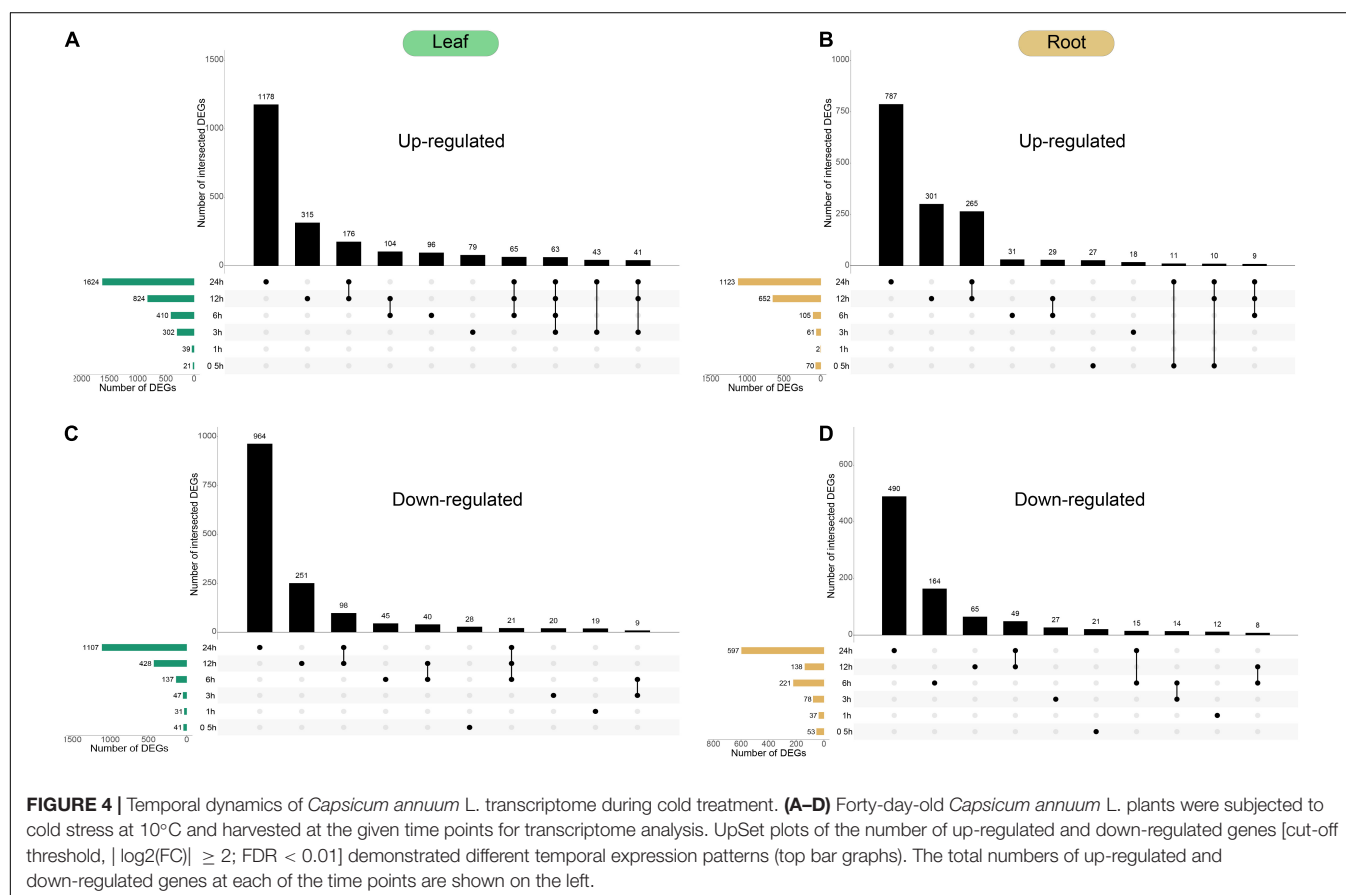 A
Leaf
Number of intersected DEGs
1500
1000
500
0
1178
315
176
104
96
79
65
63
43
41
Up-regulated
1624
824
410
302
39
21
24h
12h
6h
3h
1h
0 5h
2000
1500
1000
500
0
Number of DEGs
B
Root
Number of intersected DEGs
1000
750
500
250
0
787
301
265
31
29
27
18
11
10
9
Up-regulated
1123
652
105
61
2
70
24h
12h
6h
3h
1h
0 5h
1500
1000
500
0
Number of DEGs
C
Number of intersected DEGs
1000
750
500
250
0
964
251
98
45
40
28
21
20
19
9
Down-regulated
1107
428
137
47
31
41
24h
12h
6h
3h
1h
0 5h
1500
1000
500
0
Number of DEGs
D
Number of intersected DEGs
600
400
200
0
490
164
65
49
27
21
15
14
12
8
Down-regulated
597
138
221
78
37
53
24h
12h
6h
3h
1h
0 5h
800
600
400
200
0
Number of DEGs
FIGURE 4 | Temporal dynamics of Capsicum annuum L. transcriptome during cold treatment. (A–D) Forty-day-old Capsicum annuum L. plants were subjected to
cold stress at 10°C and harvested at the given time points for transcriptome analysis. UpSet plots of the number of up-regulated and down-regulated genes [cut-off
threshold, | log2(FC)| ≥ 2; FDR < 0.01] demonstrated different temporal expression patterns (top bar graphs). The total numbers of up-regulated and
down-regulated genes at each of the time points are shown on the left.